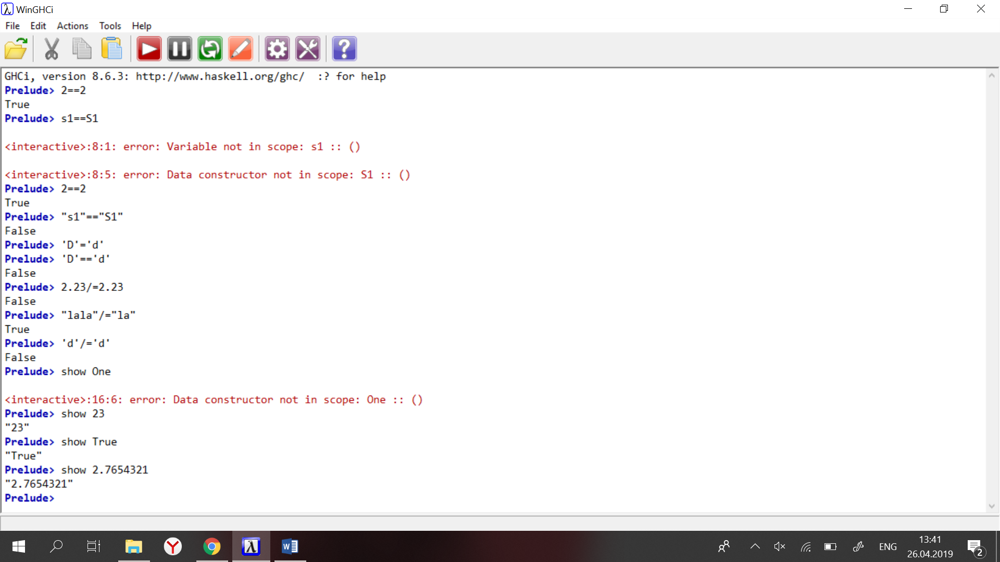 WinGHCi
File Edit Actions Tools Help
GHCi, version 8.6.3: http://www.haskell.org/ghc/  :? for help
Prelude> 2==2
True
Prelude> s1==S1
<interactive>:8:1: error: Variable not in scope: s1 :: ()
<interactive>:8:5: error: Data constructor not in scope: S1 :: ()
Prelude> 2==2
True
Prelude> "s1"=="S1"
False
Prelude> 'D'='d'
Prelude> 'D'=='d'
False
Prelude> 2.23/=2.23
False
Prelude> "lala"/="la"
True
Prelude> 'd'/='d'
False
Prelude> show One
<interactive>:16:6: error: Data constructor not in scope: One :: ()
Prelude> show 23
"23"
Prelude> show True
"True"
Prelude> show 2.7654321
"2.7654321"
Prelude>
ENG
13:41
26.04.2019
2